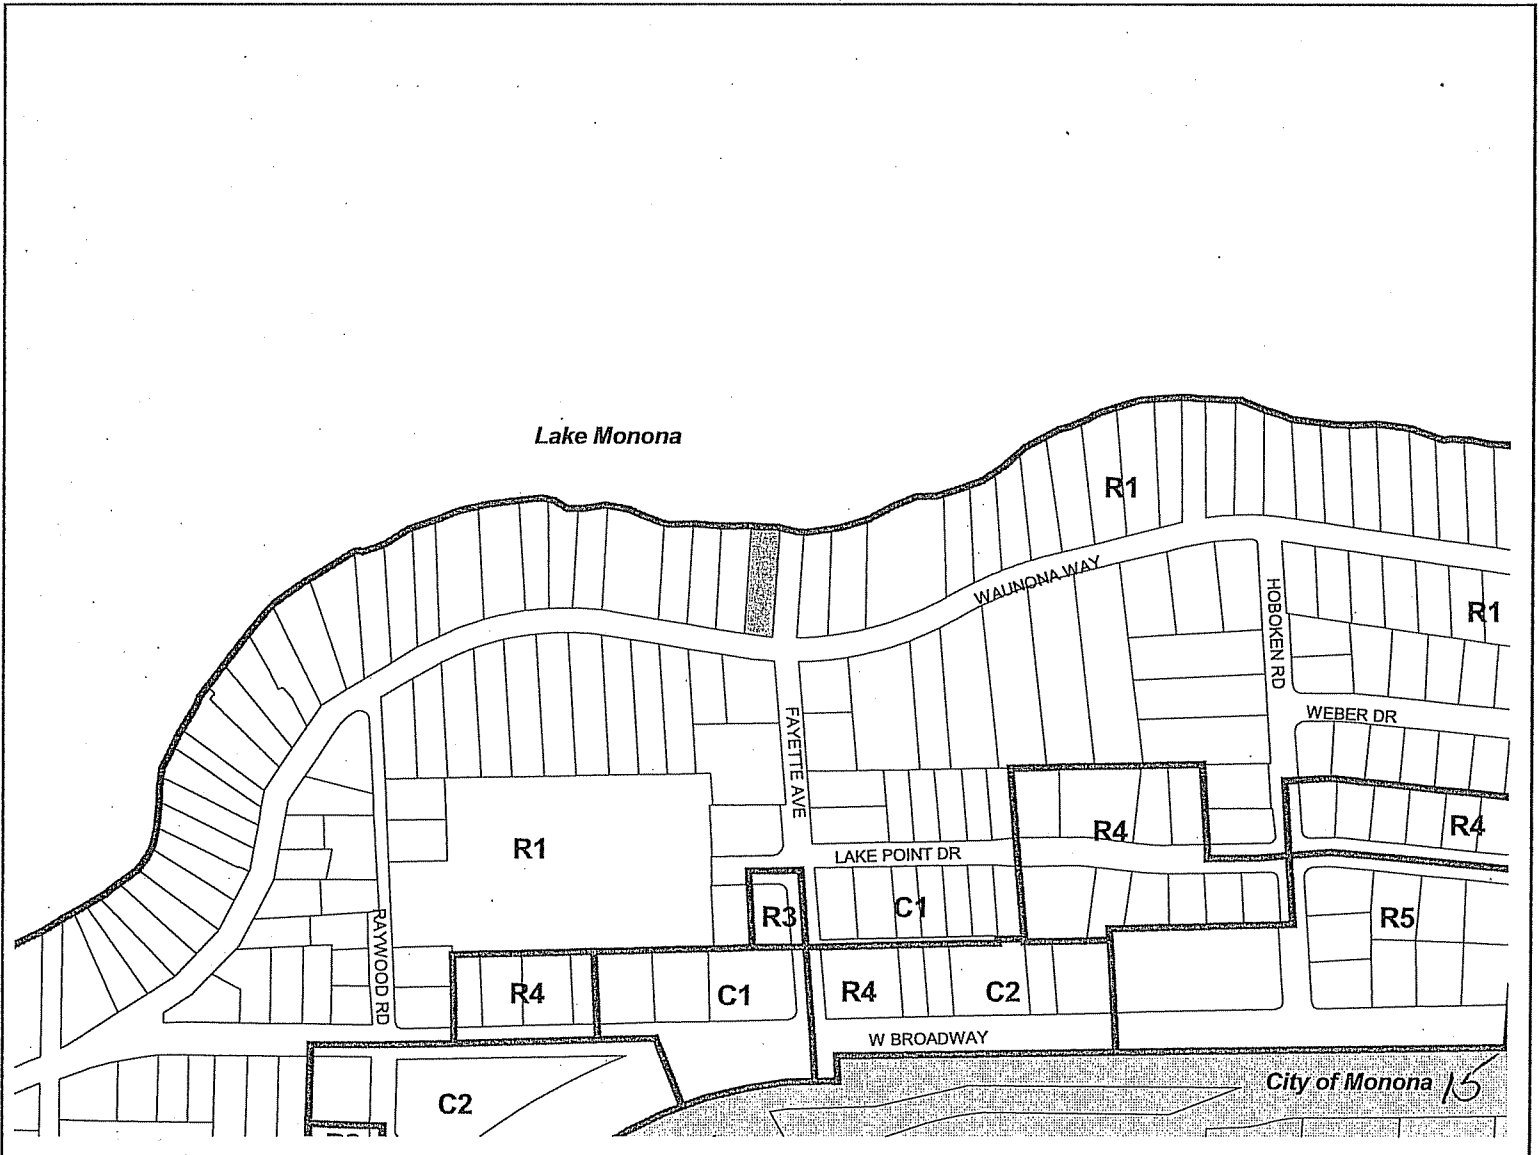 Lake Monona
R1
WAUNONA WAY
HOBOKEN RD
R1
FAYETTE AVE
WEBER DR
R4
R4
R1
LAKE POINT DR
R3
C1
R5
RAYWOOD RD
R4
C1
R4
C2
W BROADWAY
City of Monona 15
C2